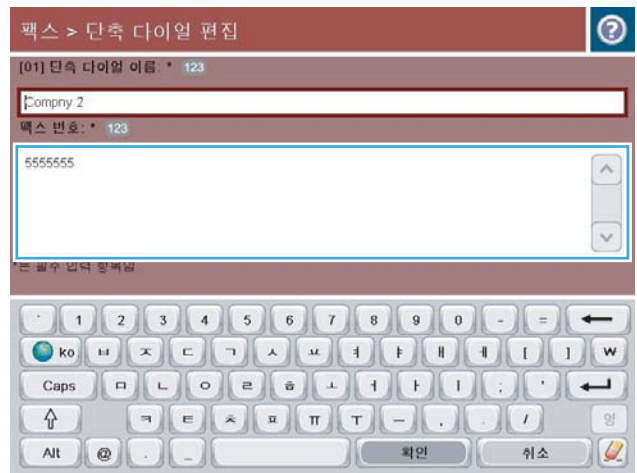 팩스 > 단축 다이얼 편집 ?
[01] 단축 다이얼 이름: * 123
Compny 2
팩스 번호: * 123
5555555
*는 필수 입력 항목임
` 1 2 3 4 5 6 7 8 9 0 - =
ko ㅂ ㅈ ㄷ ㄱ ㅅ ㅛ ㅕ ㅑ ㅐ ㅔ [ ] W
Caps ㅁ ㄴ ㅇ ㄹ ㅎ ㅗ ㅓ ㅏ ㅣ ; '
ㅋ ㅌ ㅊ ㅍ ㅠ ㅜ ㅡ , . / 영
Alt @ . _ 확인 취소